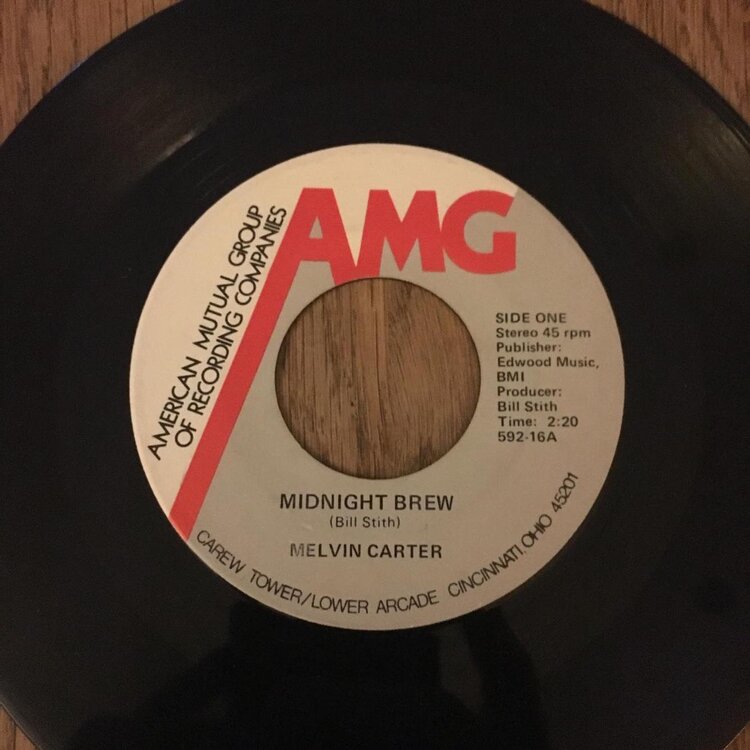 AMERICAN MUTUAL GROUP
OF RECORDING COMPANIES
AMG
SIDE ONE
Stereo 45 rpm
Publisher:
Edwood Music,
BMI
Producer:
Bill Stith
Time: 2:20
592-16A
MIDNIGHT BREW
(Bill Stith)
MELVIN CARTER
CAREW TOWER/LOWER ARCADE CINCINNATI, OHIO 45201